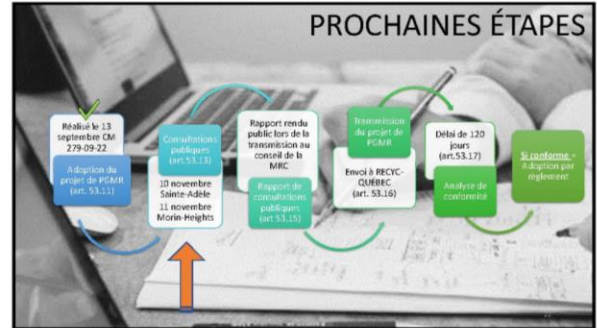 PROCHAINES ÉTAPES
Réalisé le 13
septembre CM
279-09-22
Adoption du
projet de PGMR
(art. 53.11)
Consultations
publiques
(art.53.13)
10 novembre
Sainte-Adèle
11 novembre
Morin-Heights
Rapport rendu
public lors de la
transmission au
conseil de la
MRC
Rapport de
consultations
publiques
(art 53.15)
Transmission
du projet de
PGMR
Envoi à RECYC-
QUÉBEC
(art. 53.16)
Délai de 120
jours
(art.53.17)
Analyse de
conformité
Si conforme =
Adoption par
règlement